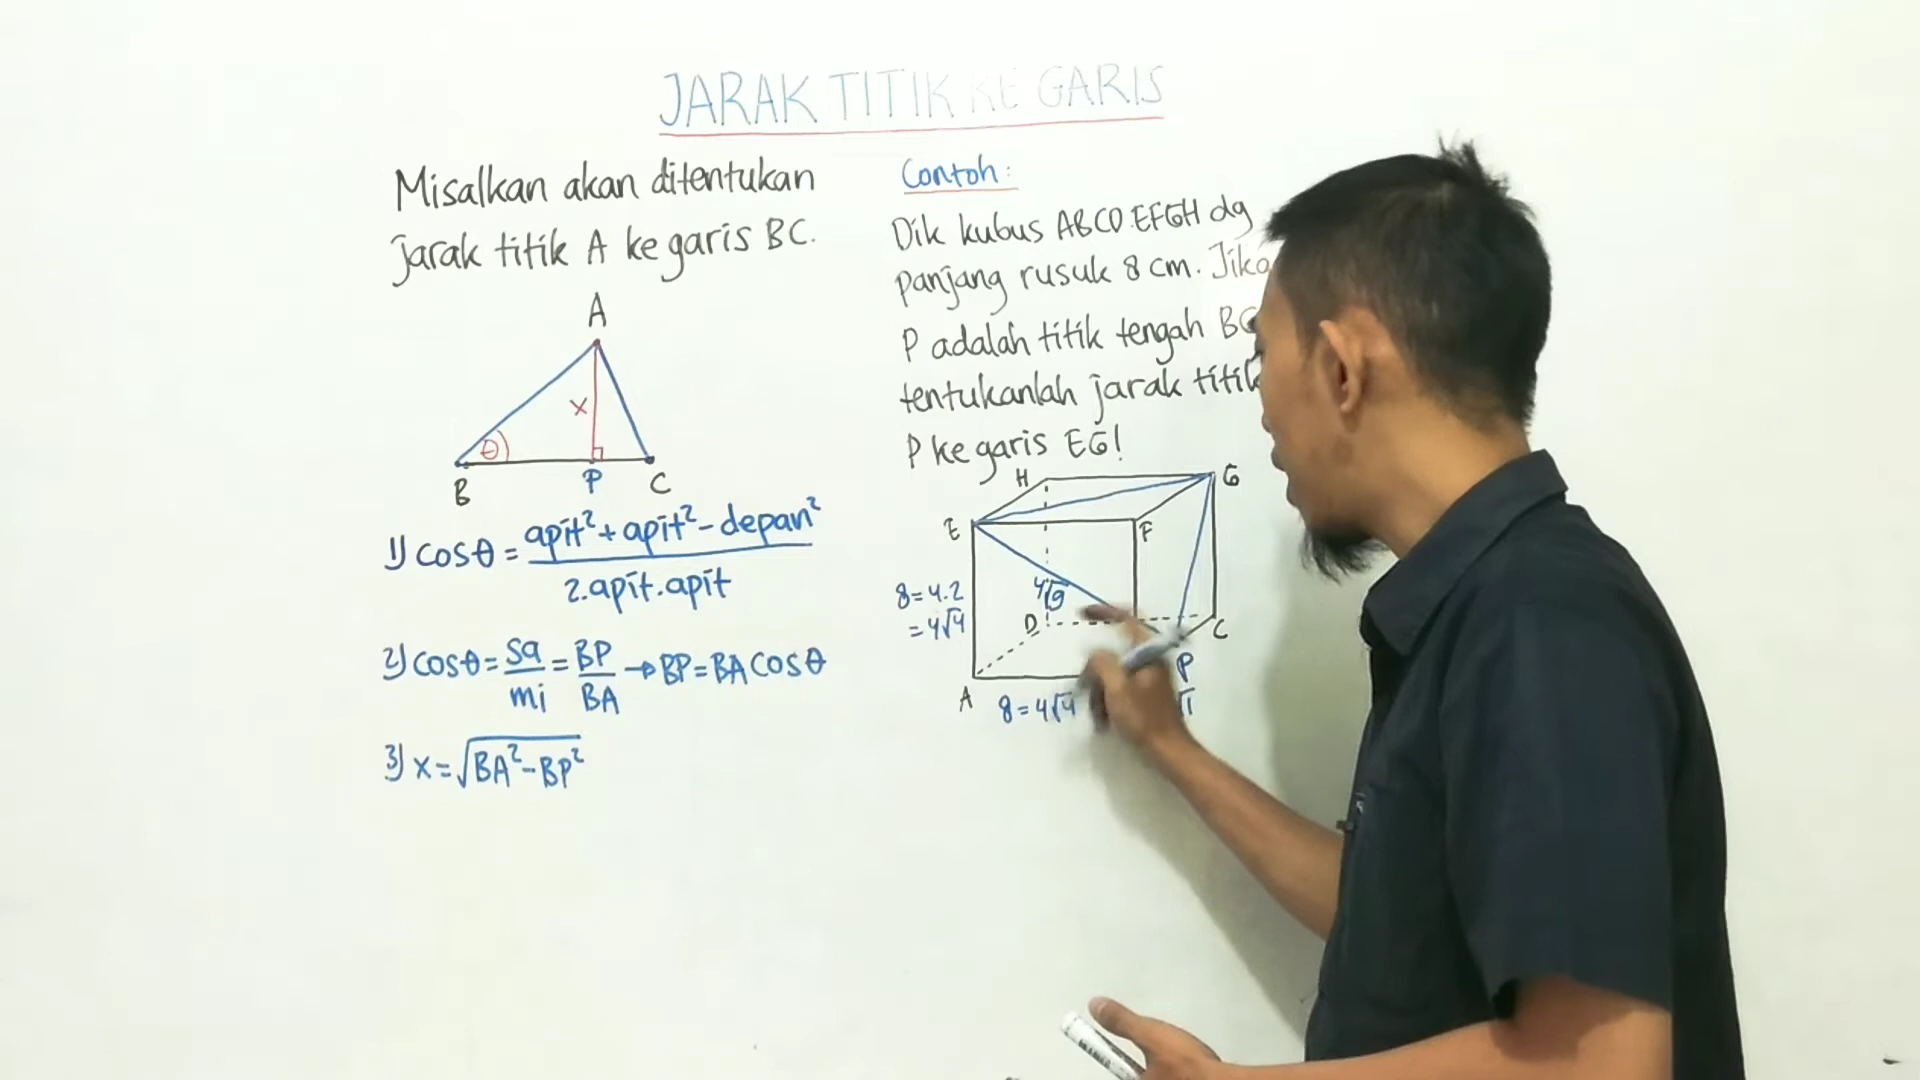 JARAK TITIK KE GARIS
Misalkan akan ditentukan
jarak titik A ke garis BC.
A
x
θ
B
P
C
1) cos θ = apit² + apit² - depan² / 2.apit.apit
2) cos θ = sa/mi = BP/BA → BP = BA cos θ
3) x = √BA² - BP²
Contoh:
Dik kubus ABCD.EFGH dg
panjang rusuk 8 cm. Jika
P adalah titik tengah
tentukanlah jarak titik
P ke garis EG!
H
G
E
F
8 = 4.2
= 4√4
4√9
D
C
P
A
8 = 4√4
√1